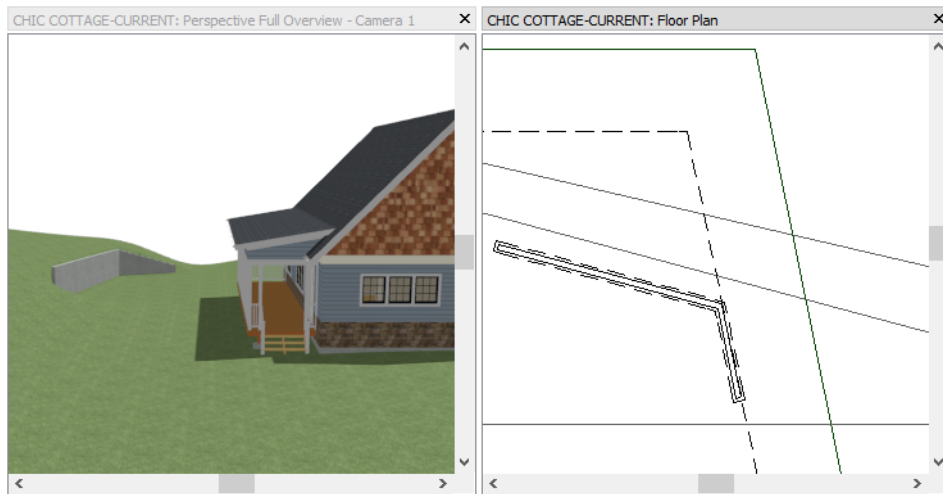 CHIC COTTAGE-CURRENT: Perspective Full Overview - Camera 1
CHIC COTTAGE-CURRENT: Floor Plan